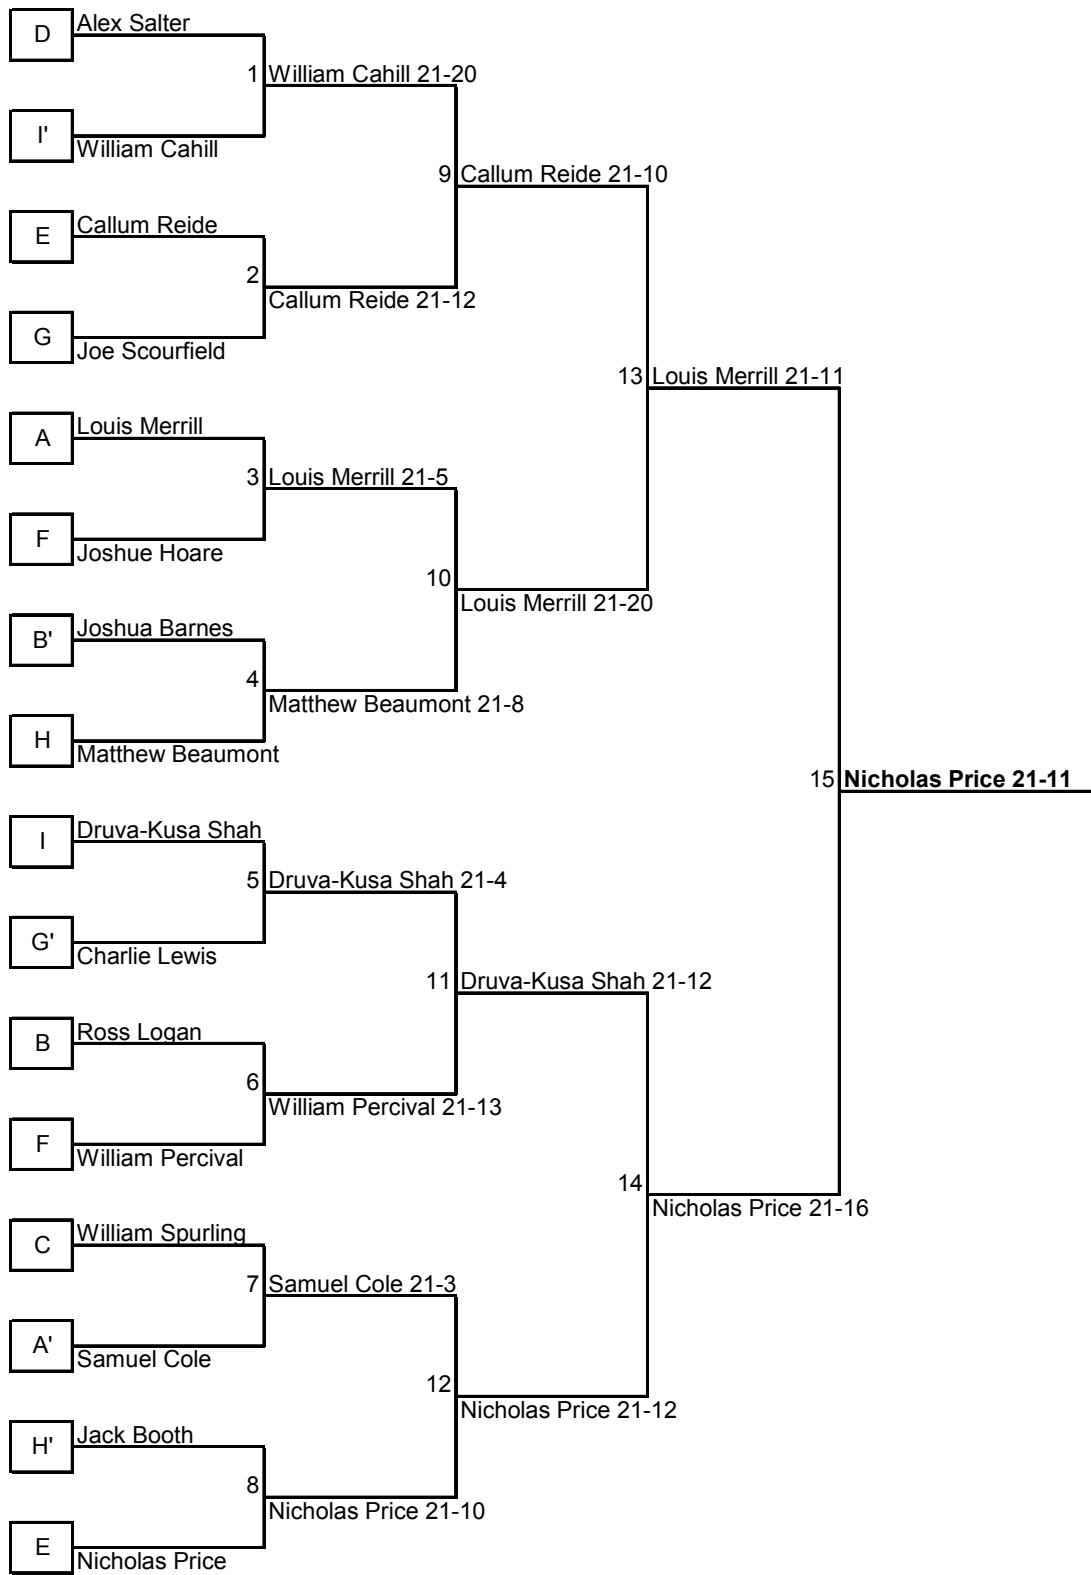 D
Alex Salter
1
William Cahill 21-20
I'
William Cahill
9
Callum Reide 21-10
E
Callum Reide
2
Callum Reide 21-12
G
Joe Scourfield
13
Louis Merrill 21-11
A
Louis Merrill
3
Louis Merrill 21-5
F
Joshue Hoare
10
Louis Merrill 21-20
B'
Joshua Barnes
4
Matthew Beaumont 21-8
H
Matthew Beaumont
15
Nicholas Price 21-11
I
Druva-Kusa Shah
5
Druva-Kusa Shah 21-4
G'
Charlie Lewis
11
Druva-Kusa Shah 21-12
B
Ross Logan
6
William Percival 21-13
F
William Percival
14
Nicholas Price 21-16
C
William Spurling
7
Samuel Cole 21-3
A'
Samuel Cole
12
Nicholas Price 21-12
H'
Jack Booth
8
Nicholas Price 21-10
E
Nicholas Price